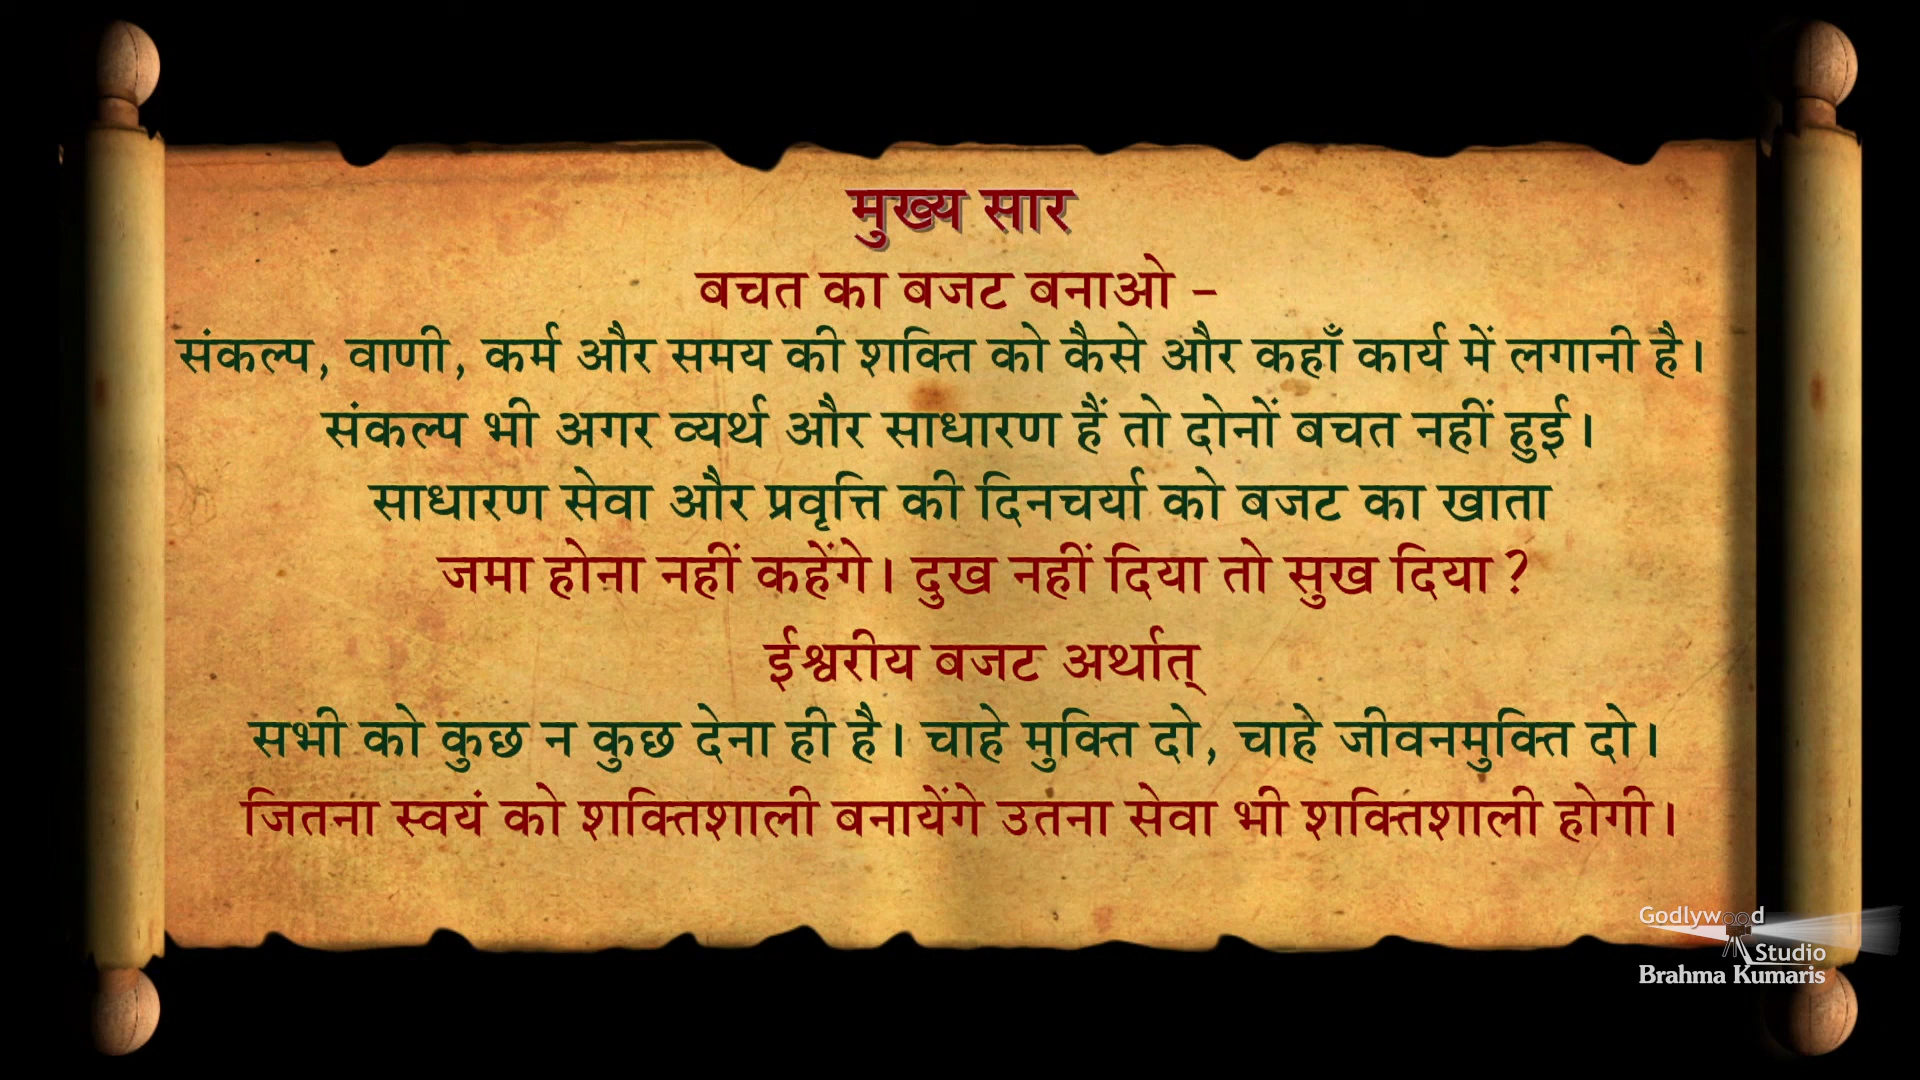 मुख्य सार
बचत का बजट बनाओ –
संकल्प, वाणी, कर्म और समय की शक्ति को कैसे और कहाँ कार्य में लगानी है।
संकल्प भी अगर व्यर्थ और साधारण हैं तो दोनों बचत नहीं हुई।
साधारण सेवा और प्रवृत्ति की दिनचर्या को बजट का खाता
जमा होना नहीं कहेंगे। दुख नहीं दिया तो सुख दिया?
ईश्वरीय बजट अर्थात्
सभी को कुछ न कुछ देना ही है। चाहे मुक्ति दो, चाहे जीवनमुक्ति दो।
जितना स्वयं को शक्तिशाली बनायेंगे उतना सेवा भी शक्तिशाली होगी।
Godlywood
Studio
Brahma Kumaris